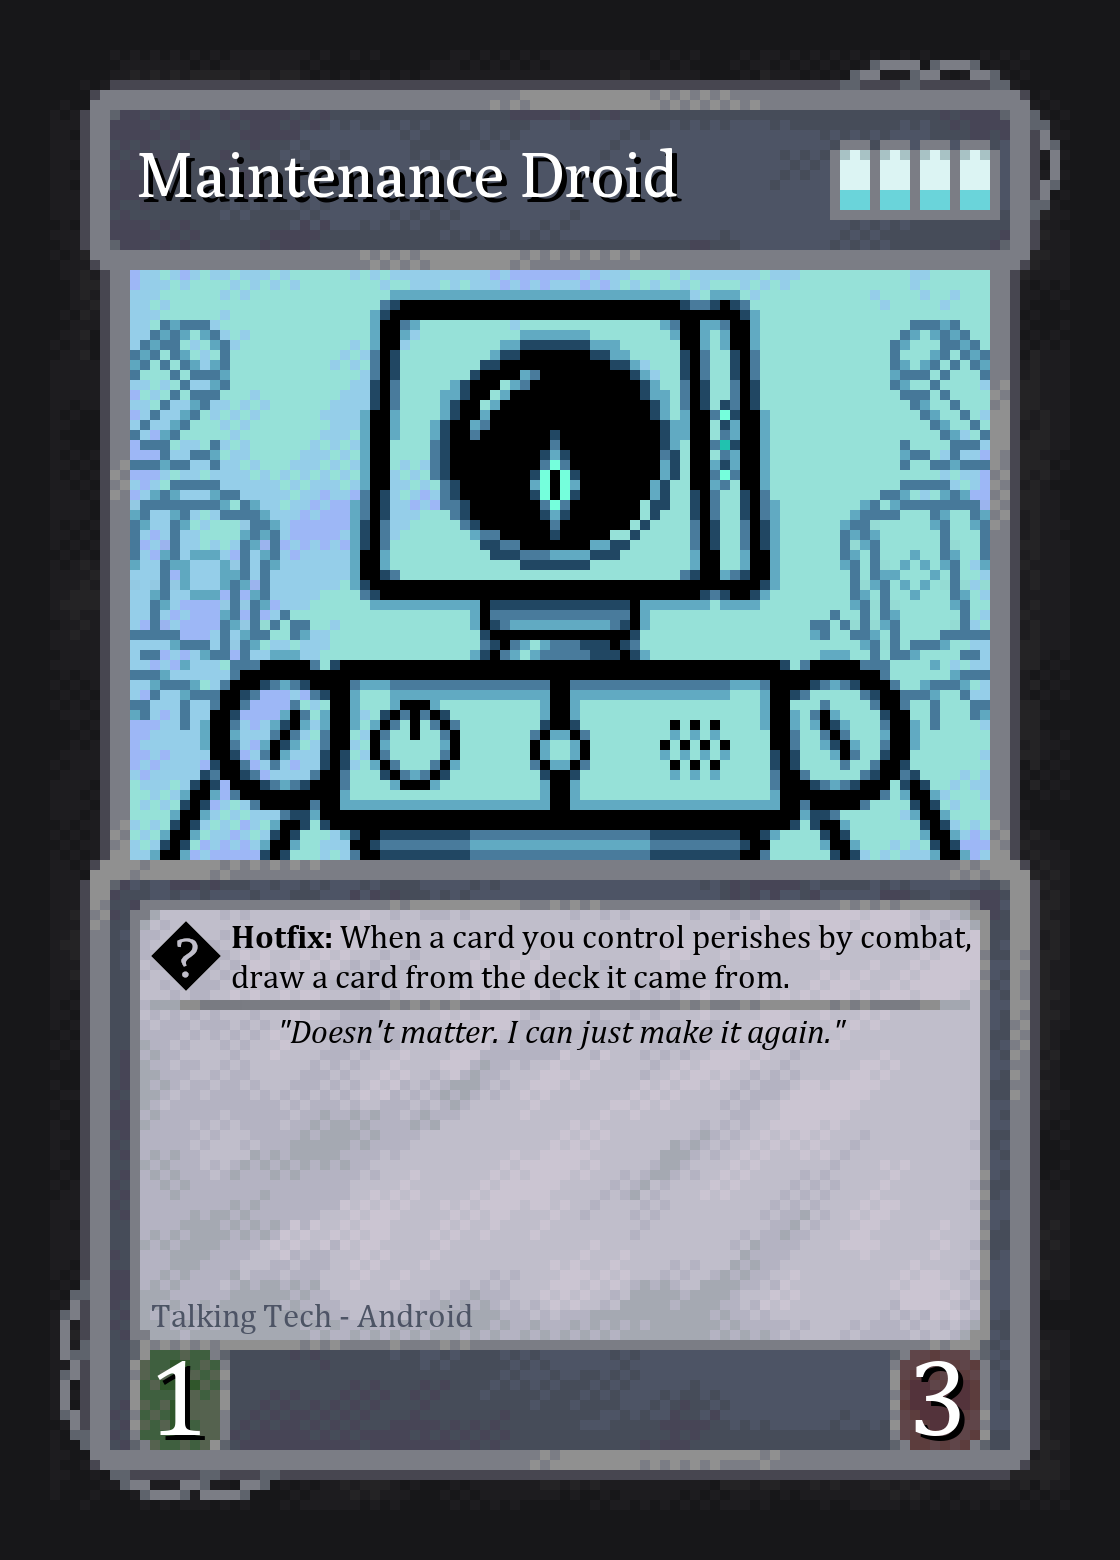 Maintenance Droid
? Hotfix: When a card you control perishes by combat,
draw a card from the deck it came from.
"Doesn't matter. I can just make it again."
Talking Tech - Android
1
3